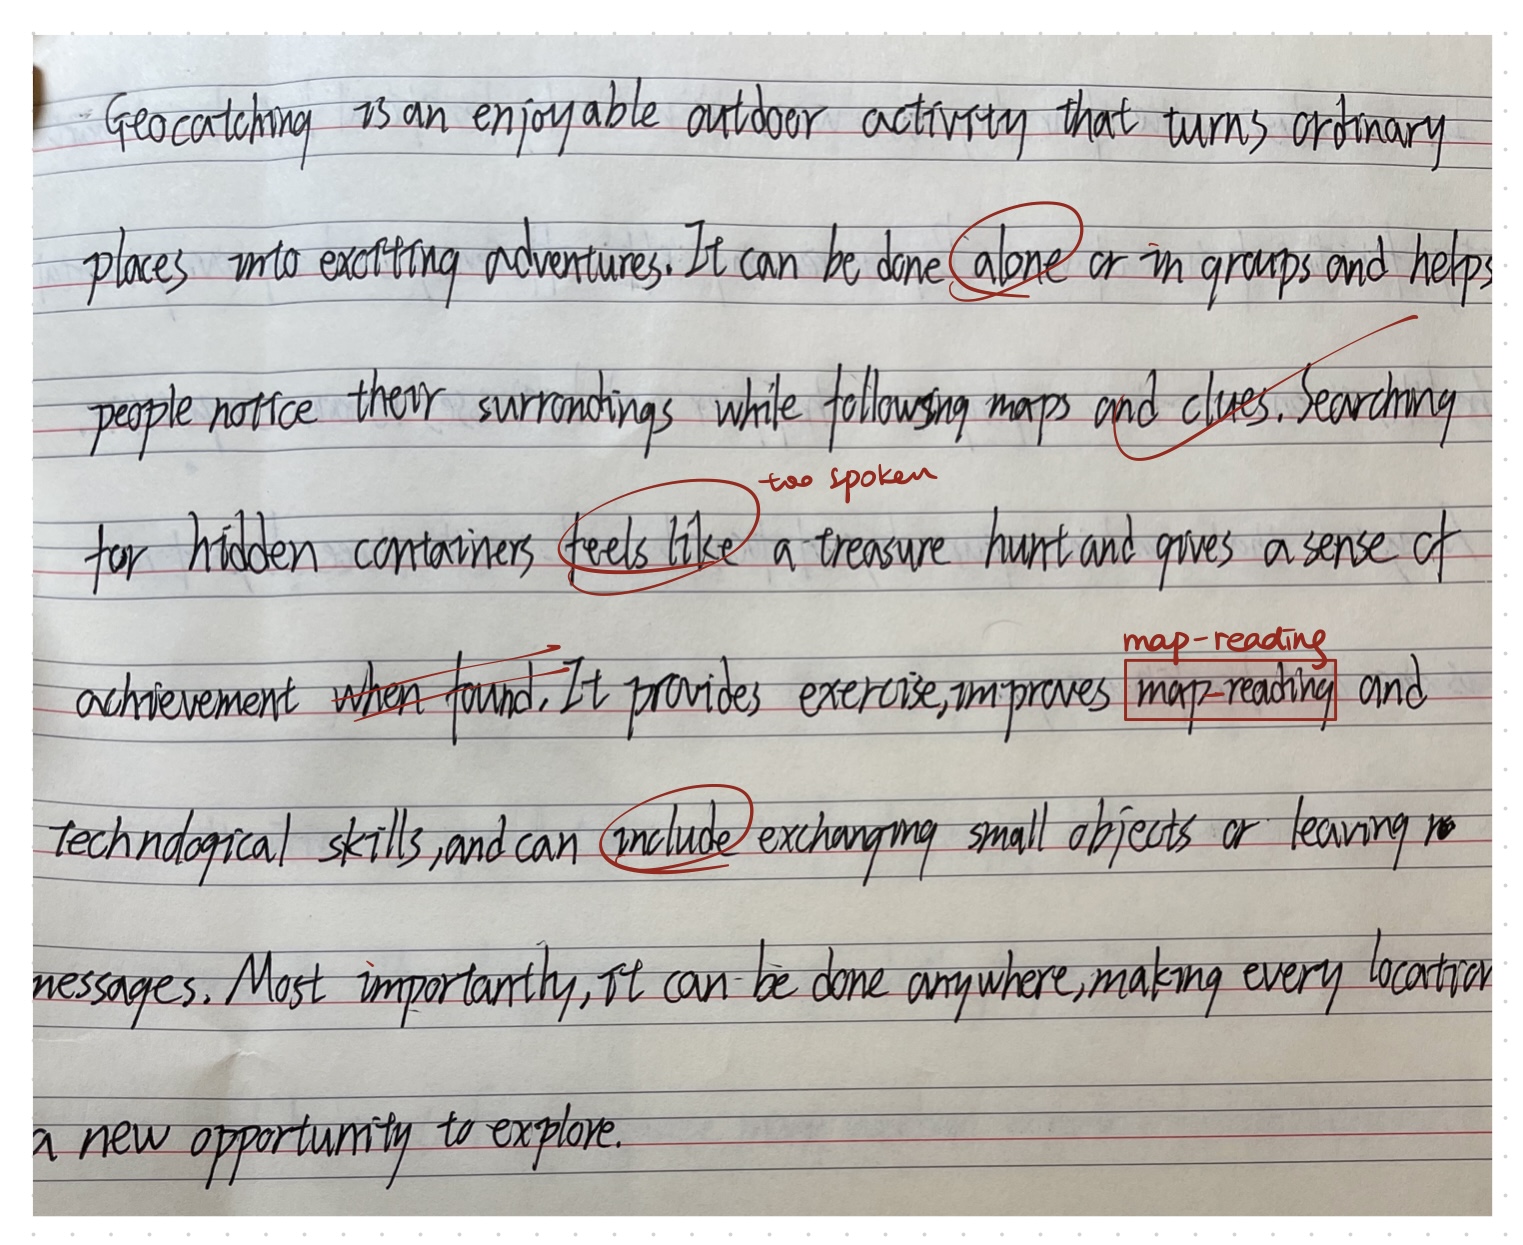 Geocatching is an enjoyable outdoor activity that turns ordinary
places into exciting adventures. It can be done alone or in groups and helps
people notice their surrondings while following maps and clues. Searching
too spoken
for hidden containers feels like a treasure hunt and gives a sense of
map-reading
achievement when found. It provides exercise, improves map-reading and
technological skills, and can include exchanging small objects or leaving
messages. Most importantly, it can be done anywhere, making every location
a new opportunity to explore.